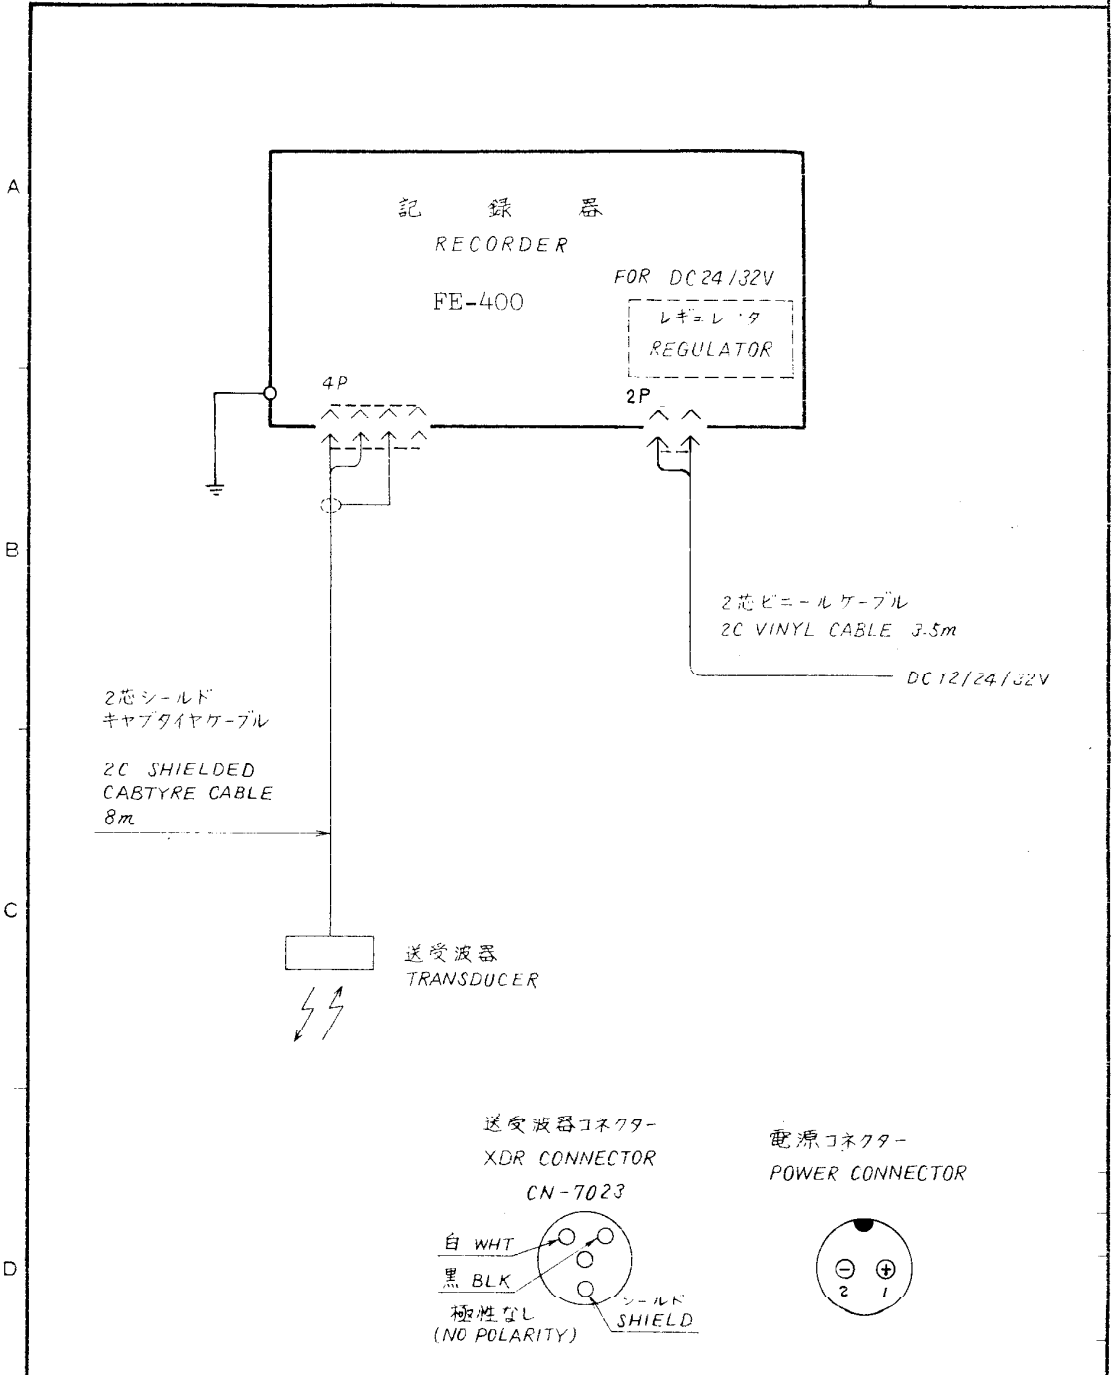 A
記 録 器
RECORDER
FE-400
FOR DC24/32V
レギュレータ
REGULATOR
4P
2P
B
2芯ビニールケーブル
2C VINYL CABLE 3.5m
DC12/24/32V
2芯シールド
キャブタイヤケーブル
2C SHIELDED
CABTYRE CABLE
8m
C
送受波器
TRANSDUCER
送受波器コネクター
XDR CONNECTOR
CN-7023
電源コネクター
POWER CONNECTOR
白 WHT
黒 BLK
極性なし
(NO POLARITY)
シールド
SHIELD
D
− +
2 1